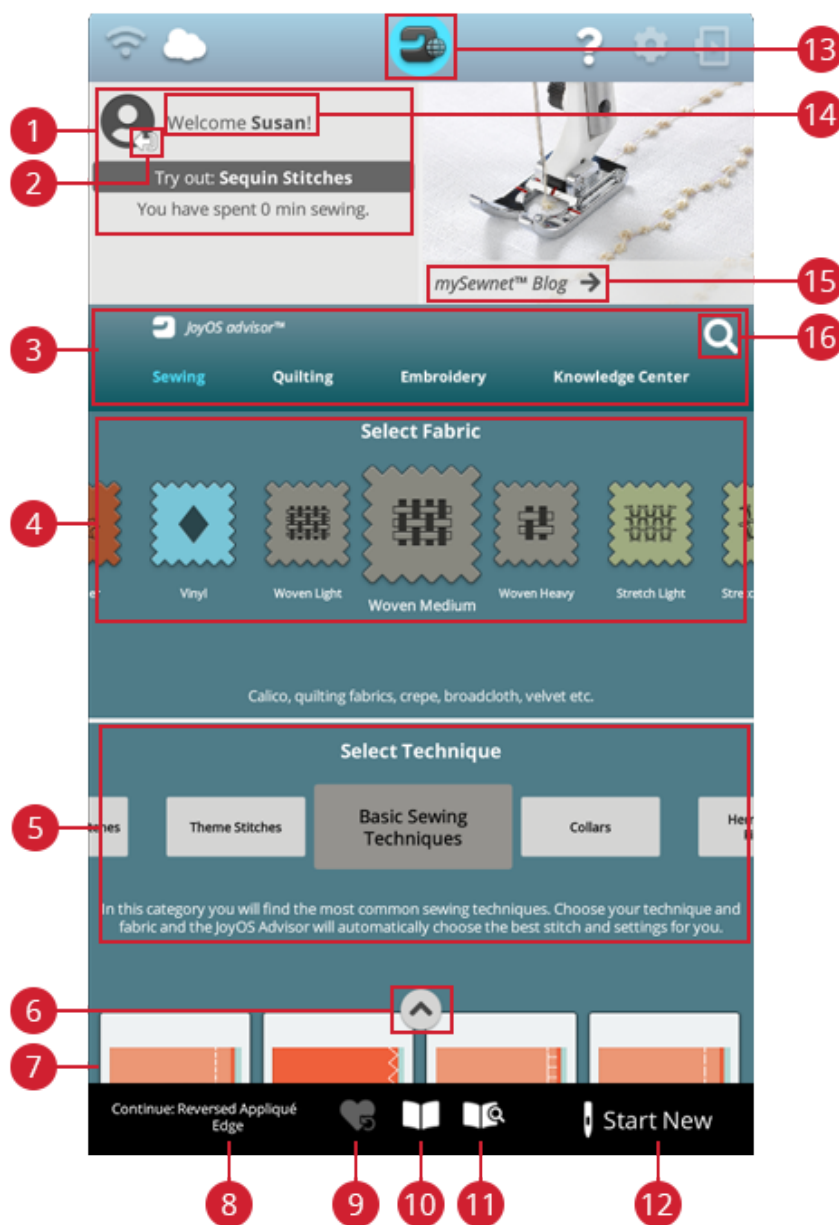 13
1
Welcome Susan!
14
2
Try out: Sequin Stitches
You have spent 0 min sewing.
mySewnet™ Blog →
15
JoyOS advisor™
16
3
Sewing Quilting Embroidery Knowledge Center
Select Fabric
4
er Vinyl Woven Light Woven Medium Woven Heavy Stretch Light Stretc
Calico, quilting fabrics, crepe, broadcloth, velvet etc.
Select Technique
5
Theme Stitches
Basic Sewing
Techniques
Collars
In this category you will find the most common sewing techniques. Choose your technique and
fabric and the JoyOS Advisor will automatically choose the best stitch and settings for you.
6
7
Continue: Reversed Appliqué
Edge
Start New
8 9 10 11 12